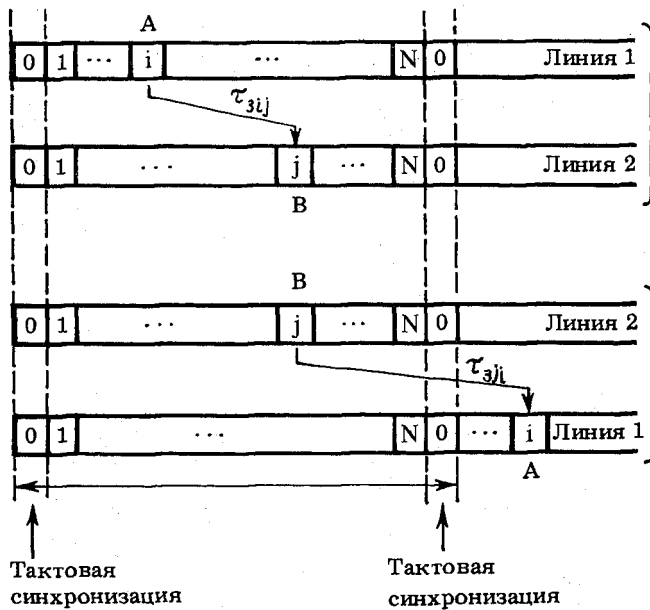 A
0 1 ... i ... N 0 Линия 1
τзij
0 1 ... j ... N 0 Линия 2
B
B
0 1 ... j ... N 0 Линия 2
τзji
0 1 ... N 0 ... i Линия 1
A
Тактовая
синхронизация
Тактовая
синхронизация